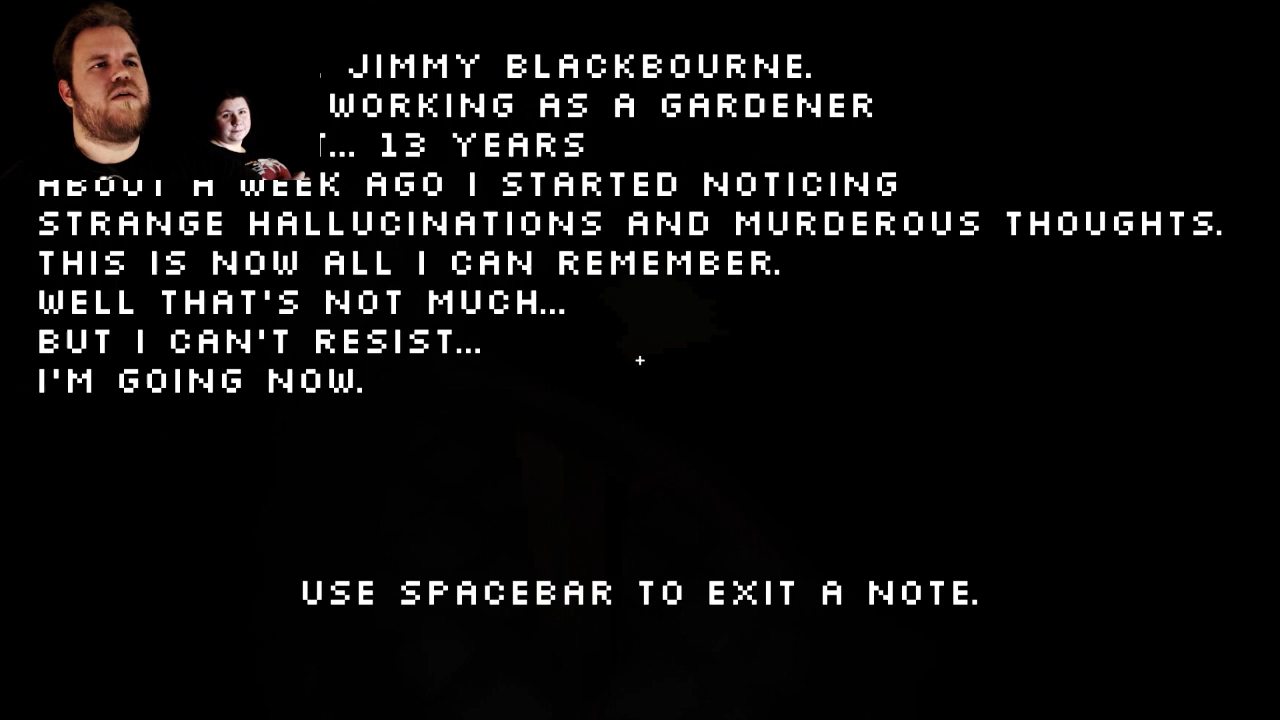 JIMMY BLACKBOURNE.
WORKING AS A GARDENER
... 13 YEARS
ABOUT A WEEK AGO I STARTED NOTICING
STRANGE HALLUCINATIONS AND MURDEROUS THOUGHTS.
THIS IS NOW ALL I CAN REMEMBER.
WELL THAT'S NOT MUCH...
BUT I CAN'T RESIST...
I'M GOING NOW.
USE SPACEBAR TO EXIT A NOTE.